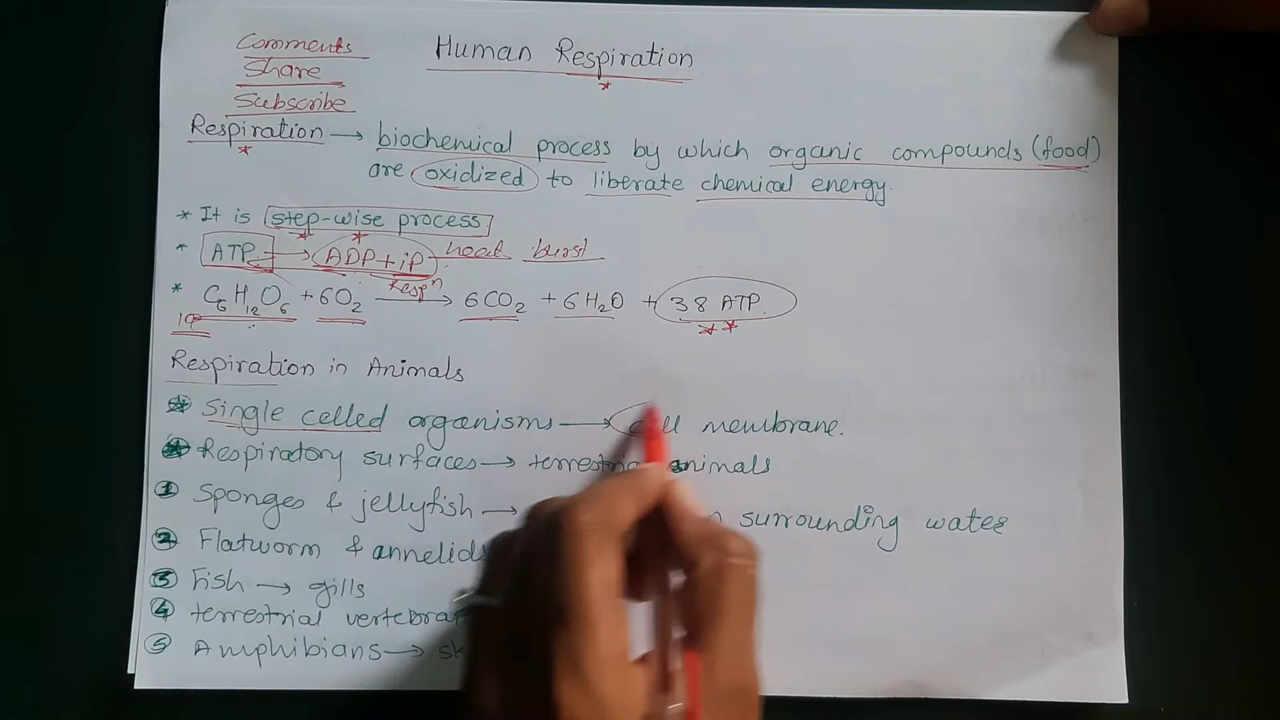 Comments
Human Respiration
Share
Subscribe
*
Respiration → biochemical process by which organic compounds (food)
*
are oxidized to liberate chemical energy.
* It is step-wise process
* *
* ATP → ADP + iP heat burst
* C6H12O6 + 6O2 respn → 6CO2 + 6H2O + 38 ATP.
* *
Respiration in Animals
* Single celled organisms → cell membrane.
* Respiratory surfaces → terrestrial animals
① Sponges & jellyfish → surrounding water
② Flatworm & annelids
③ Fish → gills
④ terrestrial
⑤ Amphibians →